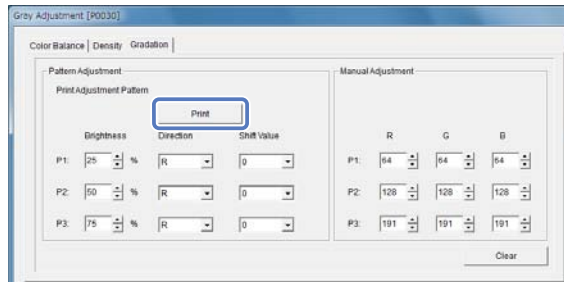 Gray Adjustment [P0030]
Color Balance Density Gradation
Pattern Adjustment Manual Adjustment
Print Adjustment Pattern
Print
Brightness Direction Shift Value R G B
P1: 25 % R 0 P1: 64 64 64
P2: 50 % R 0 P2: 128 128 128
P3: 75 % R 0 P3: 191 191 191
Clear